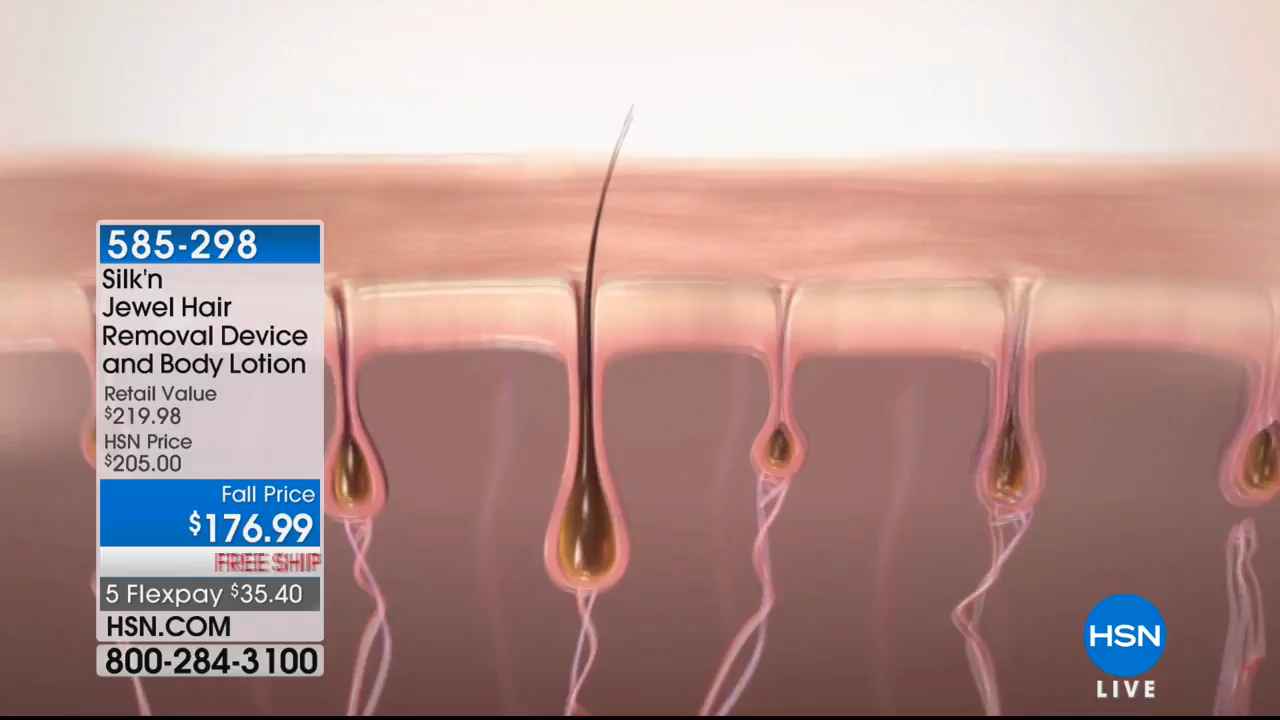 585-298
Silk'n
Jewel Hair
Removal Device
and Body Lotion
Retail Value
$219.98
HSN Price
$205.00
Fall Price
$176.99
FREE SHIP
5 Flexpay $35.40
HSN.COM
800-284-3100
HSN
LIVE